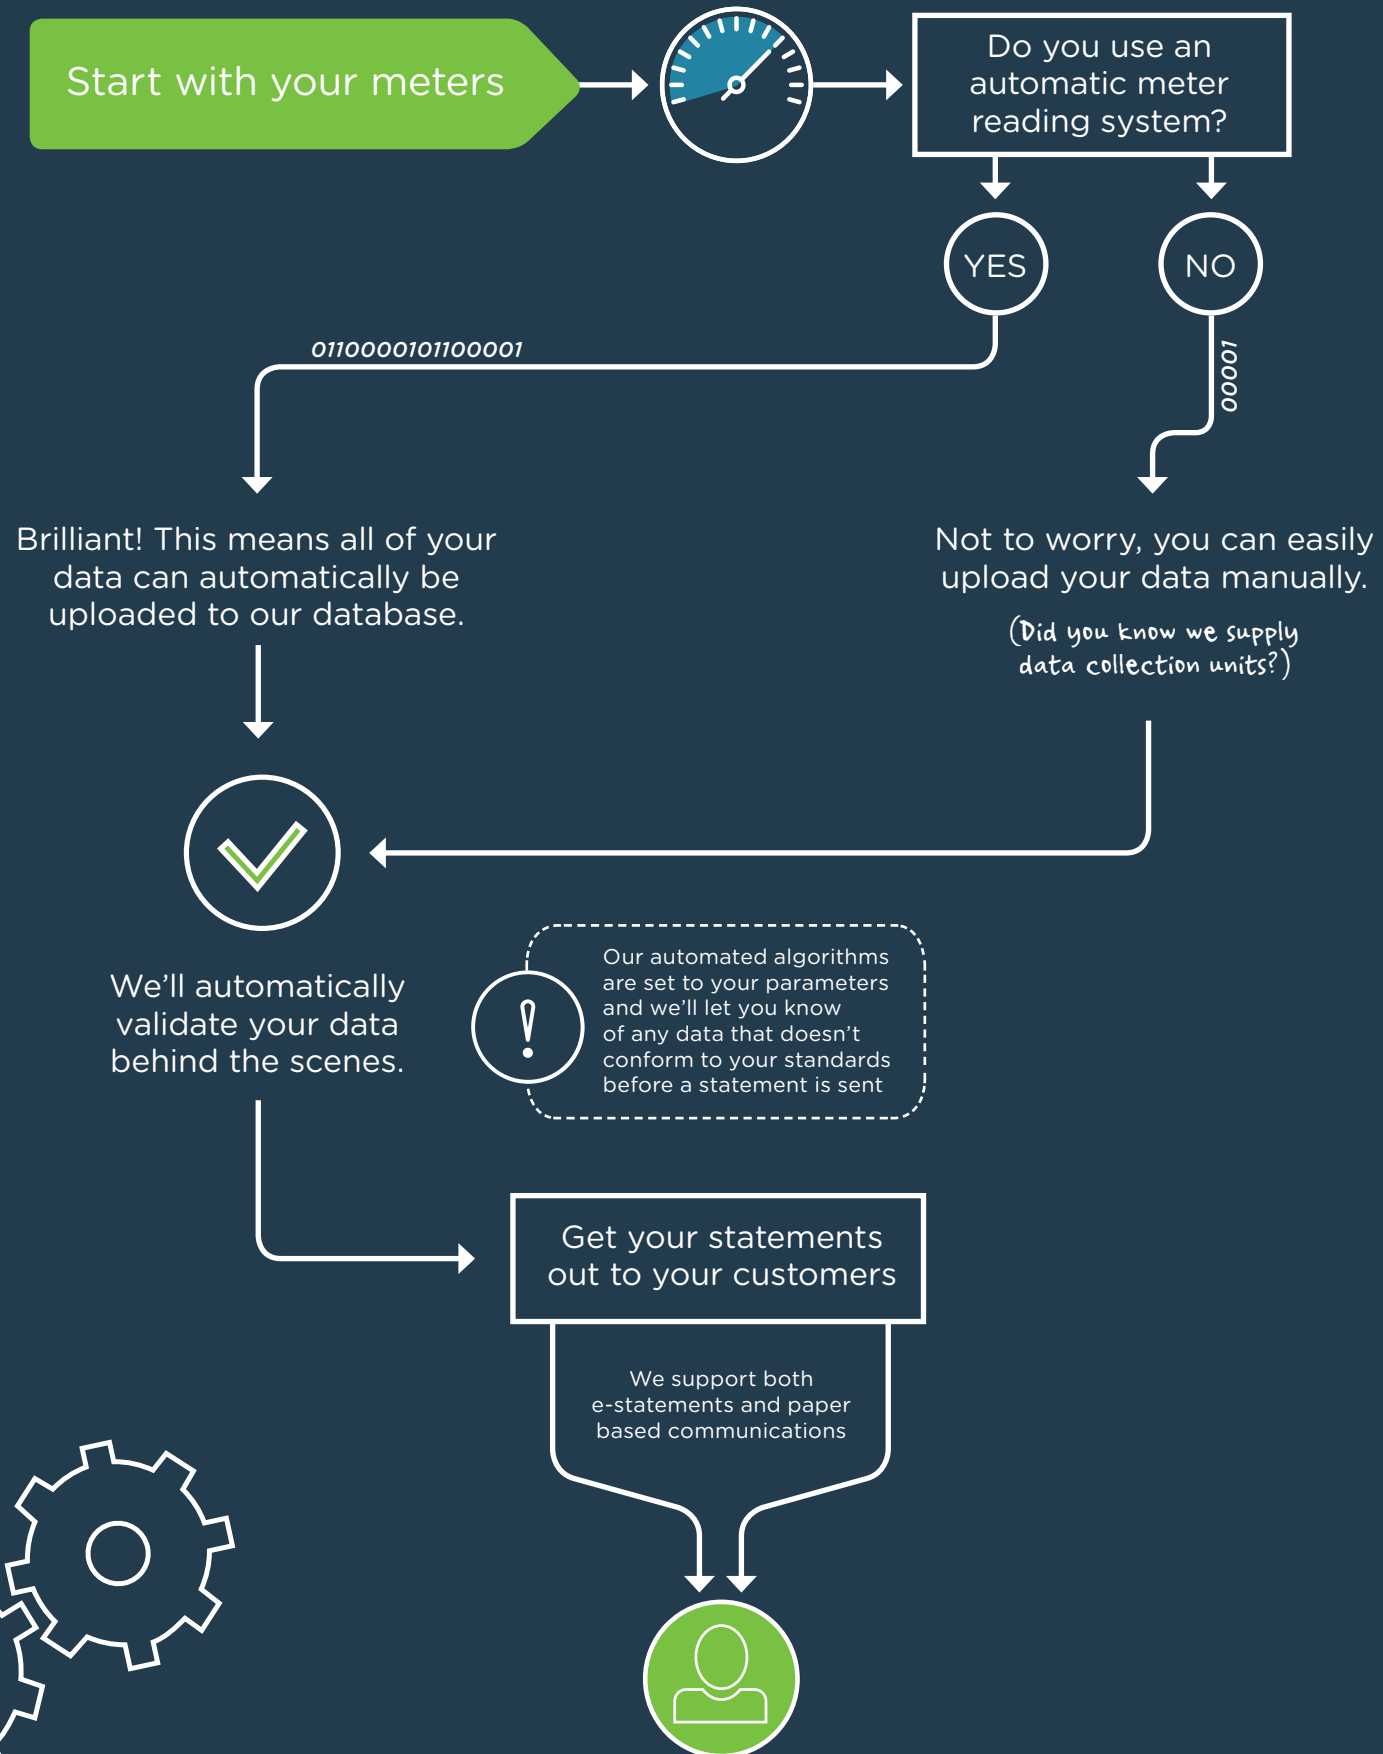 Start with your meters
Do you use an
automatic meter
reading system?
YES
NO
0110000101100001
00001
Brilliant! This means all of your
data can automatically be
uploaded to our database.
Not to worry, you can easily
upload your data manually.
(Did you know we supply
data collection units?)
We’ll automatically
validate your data
behind the scenes.
!
Our automated algorithms
are set to your parameters
and we’ll let you know
of any data that doesn’t
conform to your standards
before a statement is sent
Get your statements
out to your customers
We support both
e-statements and paper
based communications